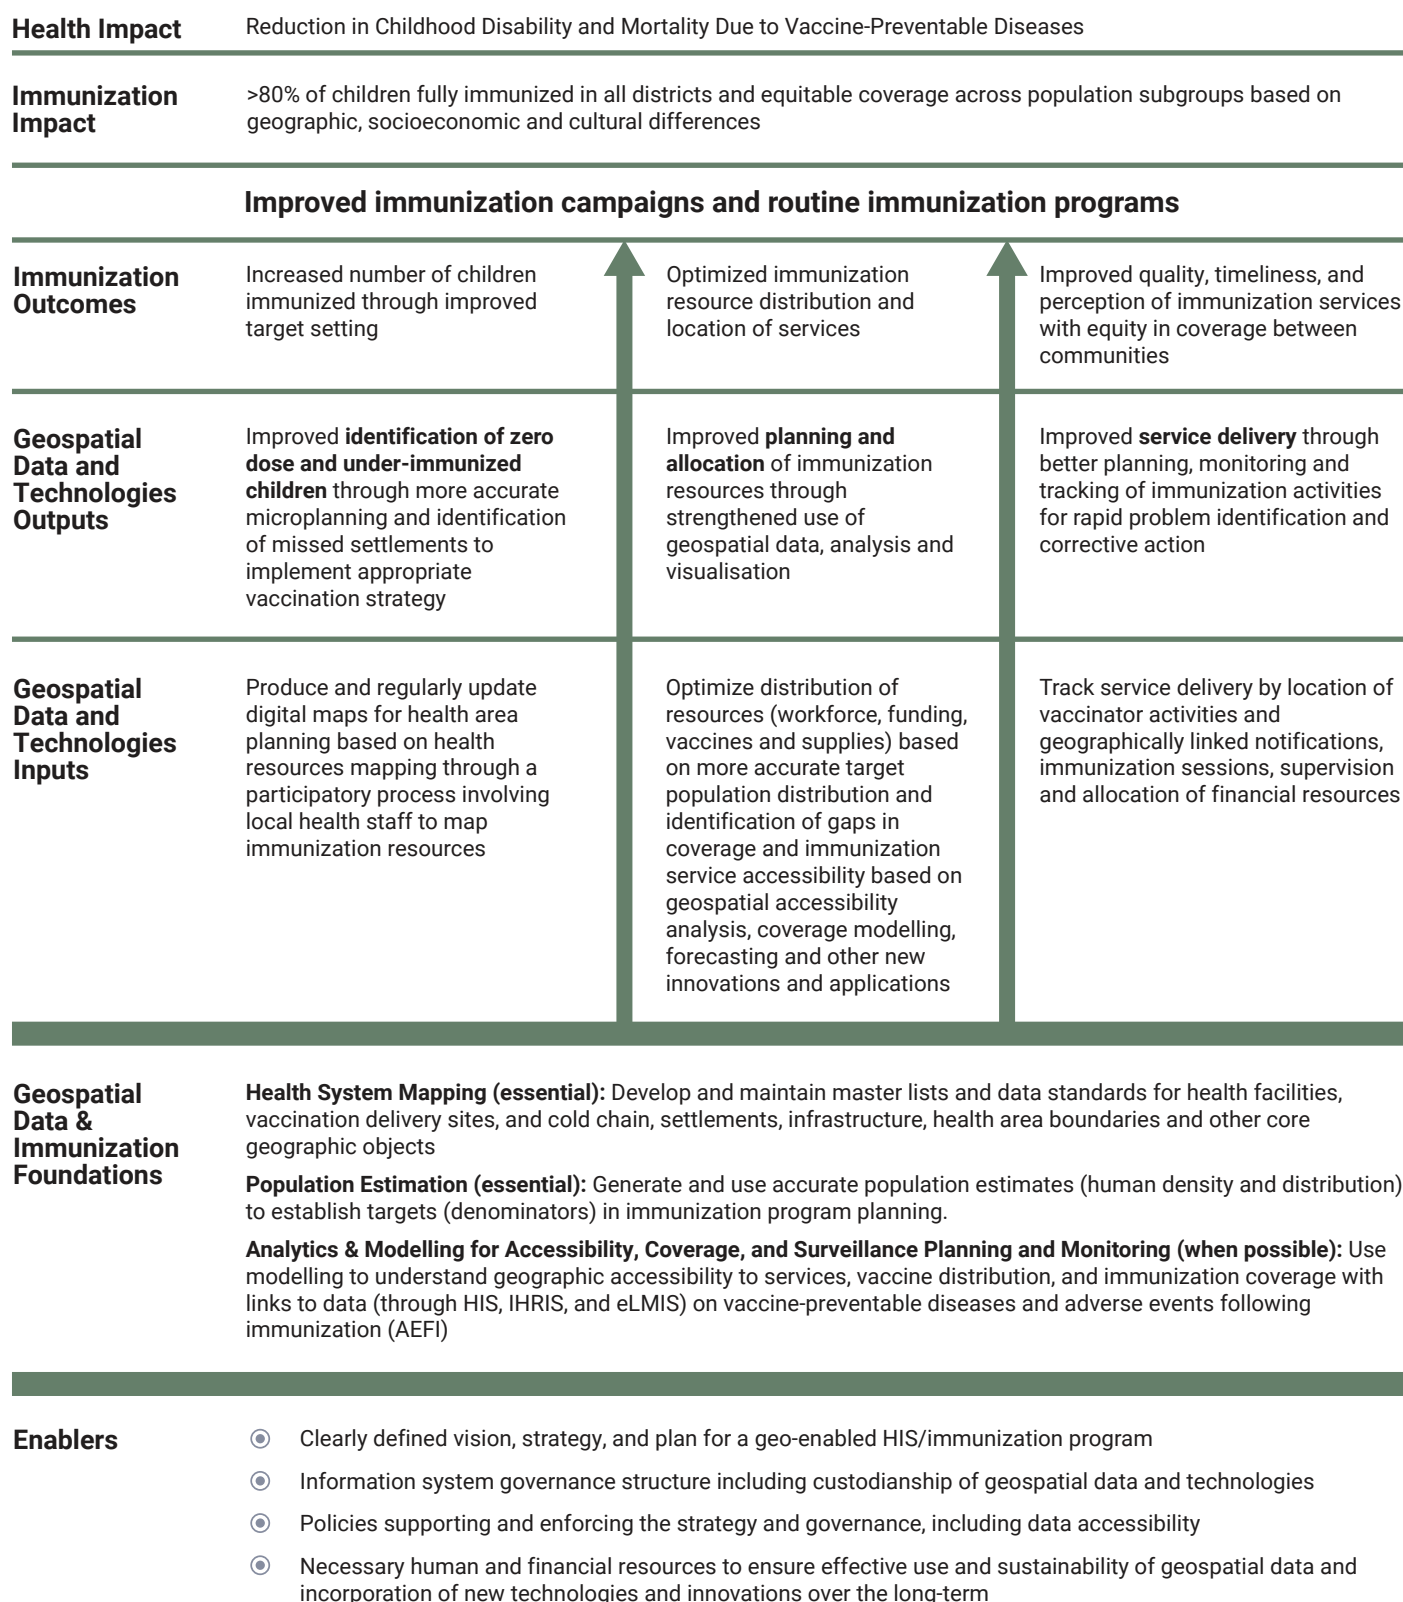 Health Impact
Reduction in Childhood Disability and Mortality Due to Vaccine-Preventable Diseases
Immunization
Impact
>80% of children fully immunized in all districts and equitable coverage across population subgroups based on
geographic, socioeconomic and cultural differences
Improved immunization campaigns and routine immunization programs
Immunization
Outcomes
Increased number of children
immunized through improved
target setting
Optimized immunization
resource distribution and
location of services
Improved quality, timeliness, and
perception of immunization services
with equity in coverage between
communities
Geospatial
Data and
Technologies
Outputs
Improved identification of zero
dose and under-immunized
children through more accurate
microplanning and identification
of missed settlements to
implement appropriate
vaccination strategy
Improved planning and
allocation of immunization
resources through
strengthened use of
geospatial data, analysis and
visualisation
Improved service delivery through
better planning, monitoring and
tracking of immunization activities
for rapid problem identification and
corrective action
Geospatial
Data and
Technologies
Inputs
Produce and regularly update
digital maps for health area
planning based on health
resources mapping through a
participatory process involving
local health staff to map
immunization resources
Optimize distribution of
resources (workforce, funding,
vaccines and supplies) based
on more accurate target
population distribution and
identification of gaps in
coverage and immunization
service accessibility based on
geospatial accessibility
analysis, coverage modelling,
forecasting and other new
innovations and applications
Track service delivery by location of
vaccinator activities and
geographically linked notifications,
immunization sessions, supervision
and allocation of financial resources
Geospatial
Data &
Immunization
Foundations
Health System Mapping (essential): Develop and maintain master lists and data standards for health facilities,
vaccination delivery sites, and cold chain, settlements, infrastructure, health area boundaries and other core
geographic objects
Population Estimation (essential): Generate and use accurate population estimates (human density and distribution)
to establish targets (denominators) in immunization program planning.
Analytics & Modelling for Accessibility, Coverage, and Surveillance Planning and Monitoring (when possible): Use
modelling to understand geographic accessibility to services, vaccine distribution, and immunization coverage with
links to data (through HIS, IHRIS, and eLMIS) on vaccine-preventable diseases and adverse events following
immunization (AEFI)
Enablers
Clearly defined vision, strategy, and plan for a geo-enabled HIS/immunization program
Information system governance structure including custodianship of geospatial data and technologies
Policies supporting and enforcing the strategy and governance, including data accessibility
Necessary human and financial resources to ensure effective use and sustainability of geospatial data and
incorporation of new technologies and innovations over the long-term